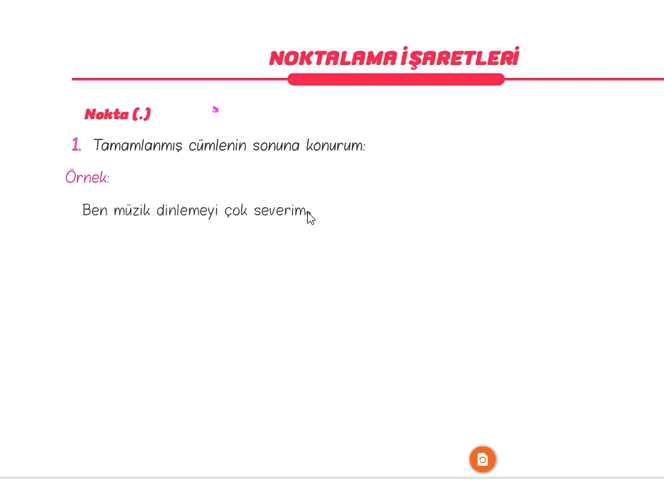 NOKTALAMA İŞARETLERİ
Nokta (.)
1. Tamamlanmış cümlenin sonuna konurum:
Örnek:
Ben müzik dinlemeyi çok severim.